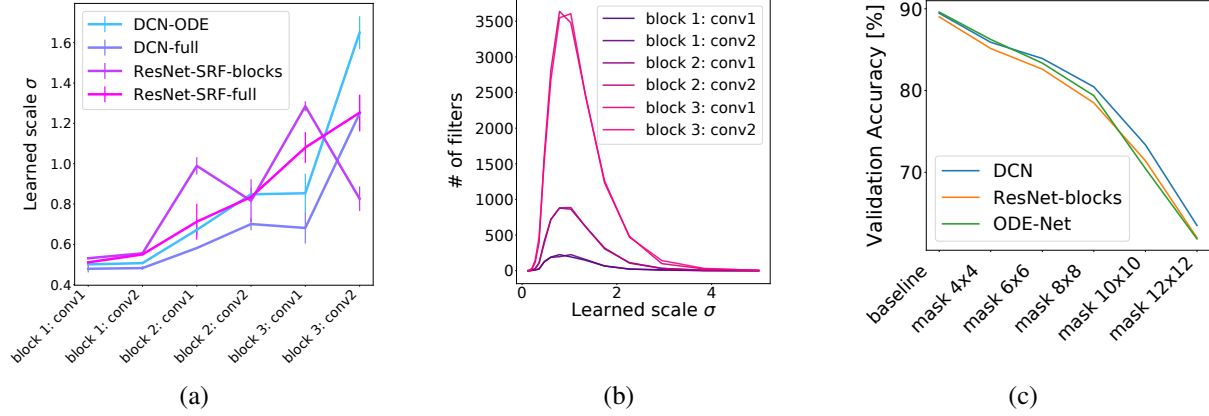 DCN-ODE
DCN-full
ResNet-SRF-blocks
ResNet-SRF-full
Learned scale σ
1.6
1.4
1.2
1.0
0.8
0.6
0.4
block 1: conv1
block 1: conv2
block 2: conv1
block 2: conv2
block 3: conv1
block 3: conv2
(a)
block 1: conv1
block 1: conv2
block 2: conv1
block 2: conv2
block 3: conv1
block 3: conv2
# of filters
3500
3000
2500
2000
1500
1000
500
0
0 2 4
Learned scale σ
(b)
Validation Accuracy [%]
90
80
70
DCN
ResNet-blocks
ODE-Net
baseline
mask 4x4
mask 6x6
mask 8x8
mask 10x10
mask 12x12
(c)